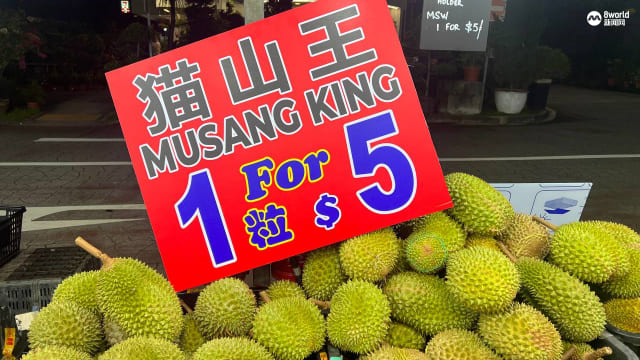 8world
新闻网
HOLDER
MSW
1 FOR $5/
猫山王
MUSANG KING
1 For 粒 $5